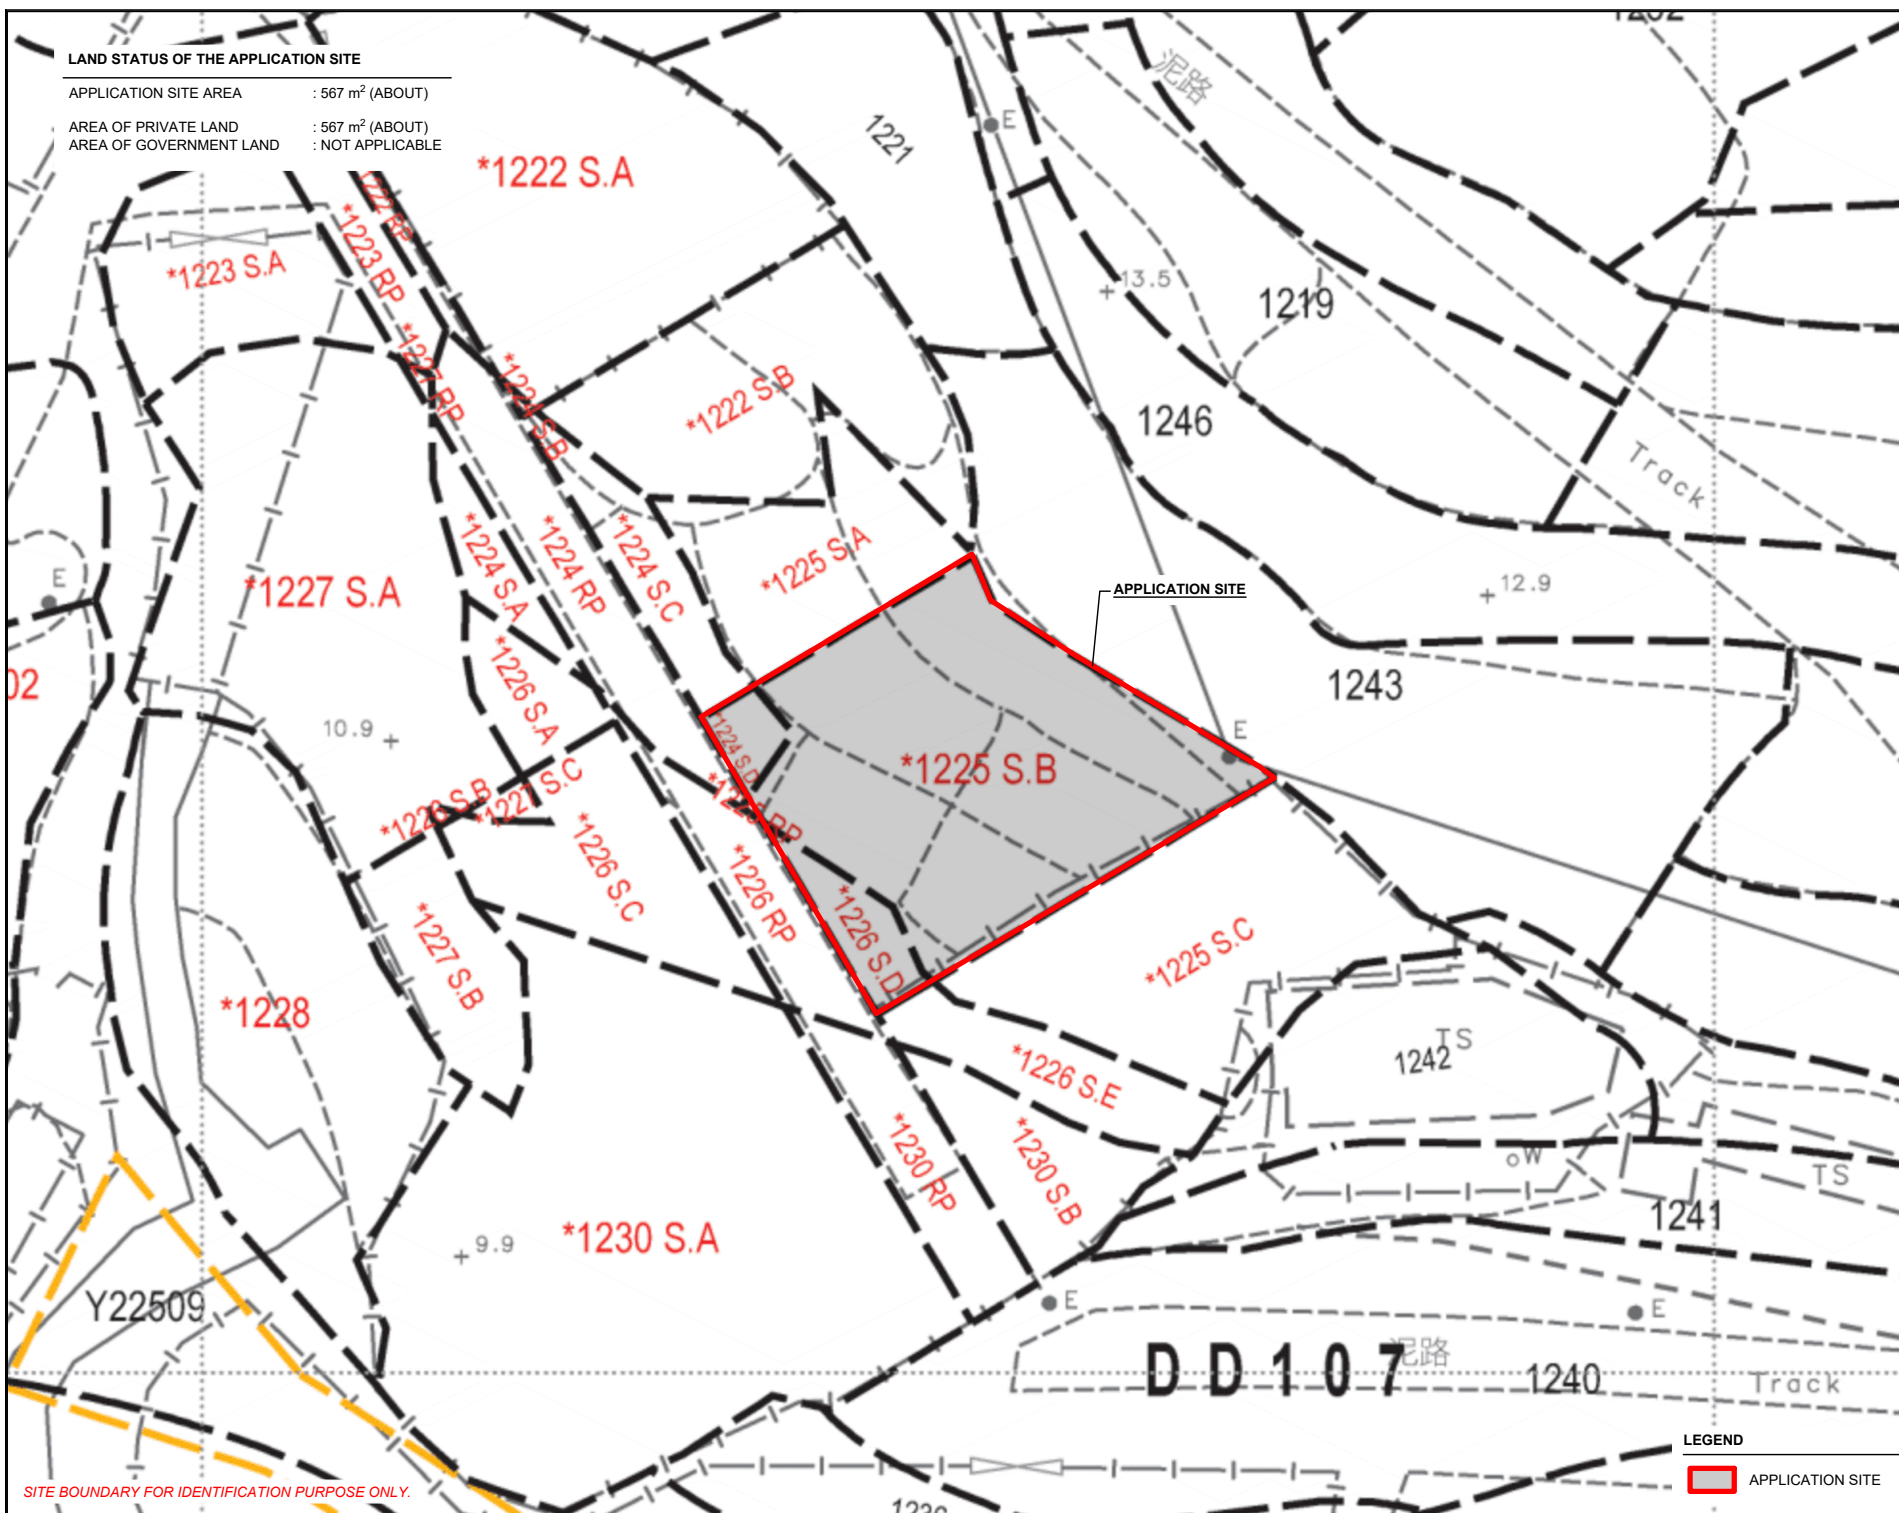 LAND STATUS OF THE APPLICATION SITE
APPLICATION SITE AREA : 567 m² (ABOUT)
AREA OF PRIVATE LAND : 567 m² (ABOUT)
AREA OF GOVERNMENT LAND : NOT APPLICABLE
泥路
1221
E
*1222 S.A
1222 RP
*1223 RP
*1223 S.A
13.5
1219
*1227 RP
*1224 S.B
*1222 S.B
1246
Track
*1224 S.A
*1224 RP
*1224 S.C
*1225 S.A
E
*1227 S.A
APPLICATION SITE
12.9
02
*1226 S.A
1243
10.9
1224 S.D
E
*1225 S.B
*1226 S.B
*1227 S.C
*1226 S.C
*1226 RP
*1226 S.D
*1227 S.B
*1225 S.C
*1228
TS
1242
*1226 S.E
*1230 RP
*1230 S.B
W
TS
1241
*1230 S.A
9.9
Y22509
E
E
DD107
泥路
1240
Track
LEGEND
APPLICATION SITE
SITE BOUNDARY FOR IDENTIFICATION PURPOSE ONLY.